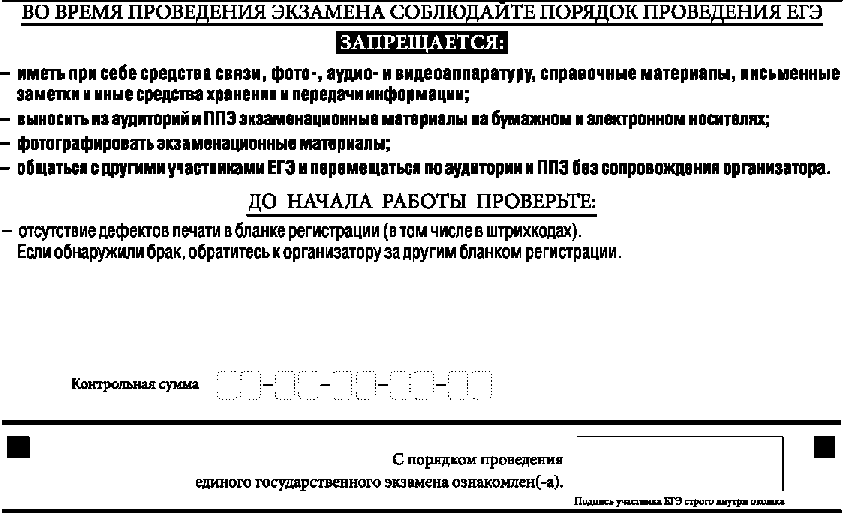 ВО ВРЕМЯ ПРОВЕДЕНИЯ ЭКЗАМЕНА СОБЛЮДАЙТЕ ПОРЯДОК ПРОВЕДЕНИЯ ЕГЭ
ЗАПРЕЩАЕТСЯ:
– иметь при себе средства связи, фото-, аудио- и видеоаппаратуру, справочные материалы, письменные
заметки и иные средства хранения и передачи информации;
– выносить из аудиторий и ППЭ экзаменационные материалы на бумажном и электронном носителях;
– фотографировать экзаменационные материалы;
– общаться с другими участниками ЕГЭ и перемещаться по аудитории и ППЭ без сопровождения организатора.
ДО НАЧАЛА РАБОТЫ ПРОВЕРЬТЕ:
– отсутствие дефектов печати в бланке регистрации (в том числе в штрихкодах).
Если обнаружили брак, обратитесь к организатору за другим бланком регистрации.
Контрольная сумма
С порядком проведения
единого государственного экзамена ознакомлен(-а).
Подпись участника ЕГЭ строго внутри окошка